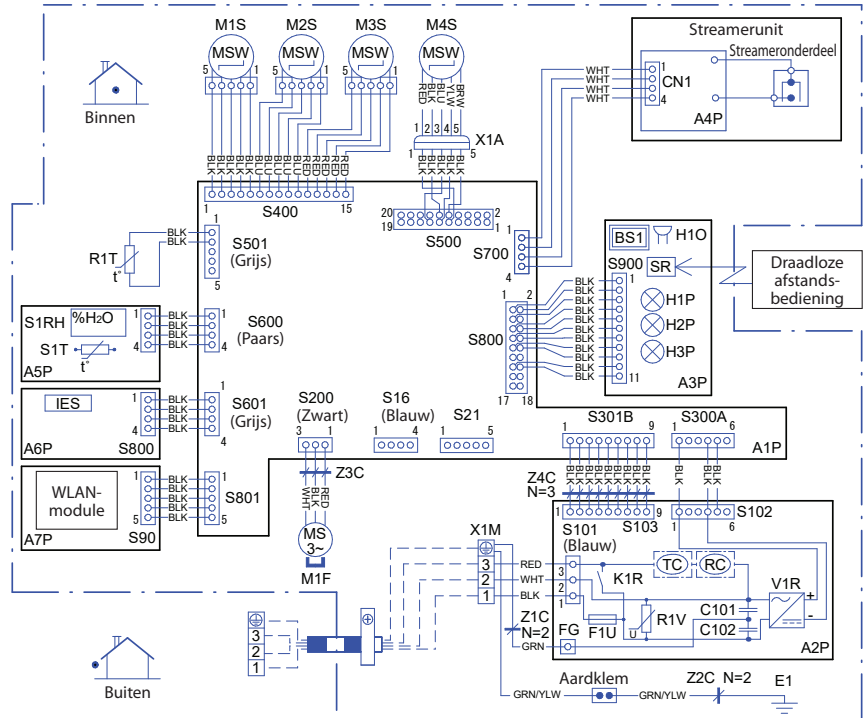 M1S M2S M3S M4S
MSW MSW MSW MSW
5 1 5 1 5 1
RED BLK BLU YLW BRW
1 2 3 4 5
X1A
1 5
BLK BLK BLK BLK BLK
BLK BLK BLK BLK BLK BLU BLU BLU BLU BLU RED RED RED RED RED
1 S400 15
20 2
19 1
S500
Binnen
Streamerunit
Streameronderdeel
WHT
WHT
WHT
WHT
1
CN1
4
A4P
1
S700
4
R1T
t°
BLK
BLK
1
S501
(Grijs)
5
BS1 H1O
S900 SR
1
H1P
H2P
H3P
11
A3P
Draadloze
afstands-
bediening
1 2
S800
17 18
BLK
BLK
BLK
BLK
BLK
BLK
BLK
BLK
BLK
BLK
S1RH %H2O
S1T
t°
A5P
1
4
BLK
BLK
BLK
BLK
1
4
S600
(Paars)
IES
A6P S800
1
4
BLK
BLK
BLK
BLK
1
4
S601
(Grijs)
WLAN-
module
A7P S90
1
5
BLK
BLK
BLK
BLK
BLK
1
5
S801
S200
(Zwart)
3 1
S16
(Blauw)
1 4
S21
1 5
Z3C
WHT BLK RED
MS
3~
M1F
S301B
1 9
S300A
1 6
A1P
BLK BLK BLK BLK BLK BLK BLK BLK BLK
BLK BLK
Z4C
N=3
1 9
S101
(Blauw)
S103
S102
1 6
X1M
3
2
1
RED
WHT
BLK
3
2
1
K1R
TC RC
V1R
+
-
C101
C102
R1V
U
F1U
FG
A2P
Z1C
N=2
GRN
3
2
1
Buiten
GRN/YLW
Aardklem
GRN/YLW
Z2C N=2
E1